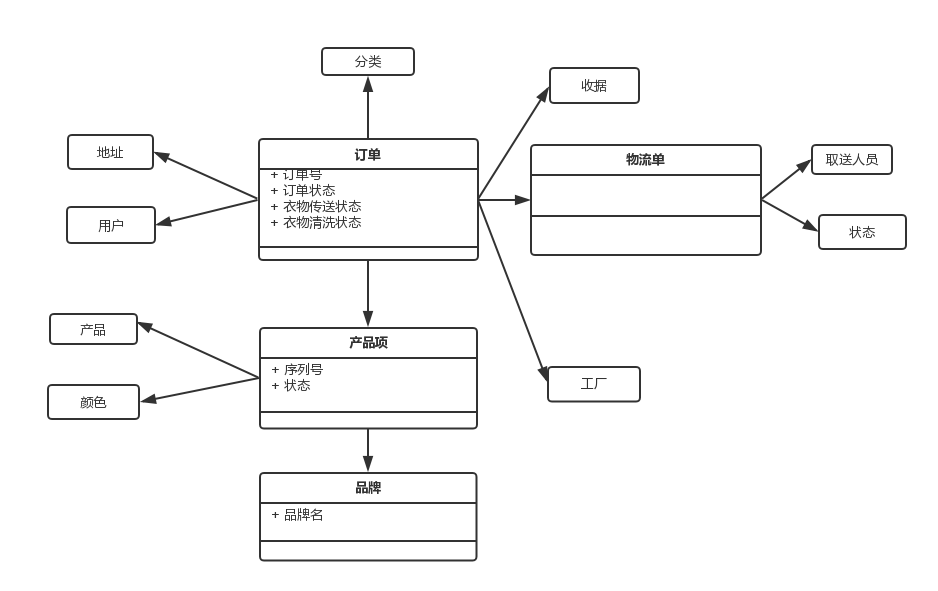 分类
收据
地址
用户
订单
+ 订单号
+ 订单状态
+ 衣物传送状态
+ 衣物清洗状态
物流单
取送人员
状态
产品
颜色
产品项
+ 序列号
+ 状态
工厂
品牌
+ 品牌名